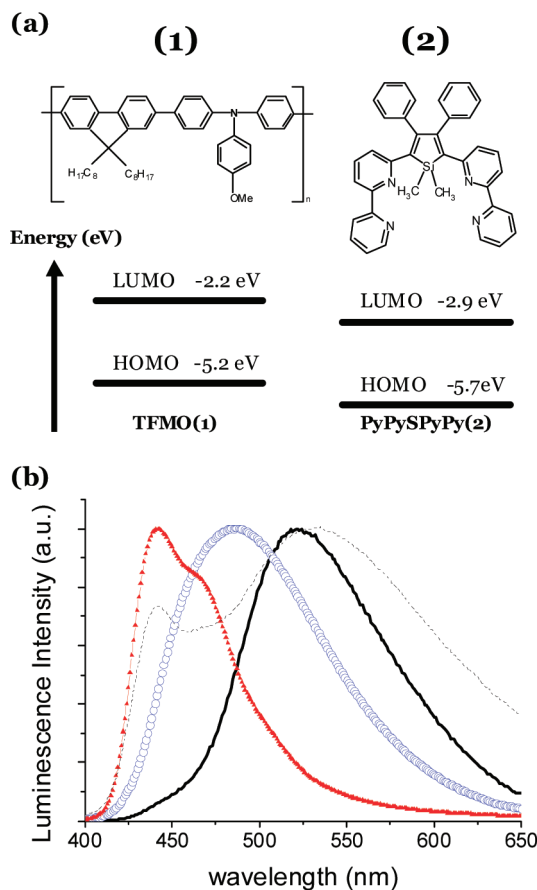 (a)
(1)
(2)
N
n
H₁₇C₈
C₈H₁₇
OMe
Si
H₃C
CH₃
N
N
N
N
Energy (eV)
LUMO -2.2 eV
LUMO -2.9 eV
HOMO -5.2 eV
HOMO -5.7eV
TFMO(1)
PyPySPyPy(2)
(b)
Luminescence Intensity (a.u.)
400 450 500 550 600 650
wavelength (nm)